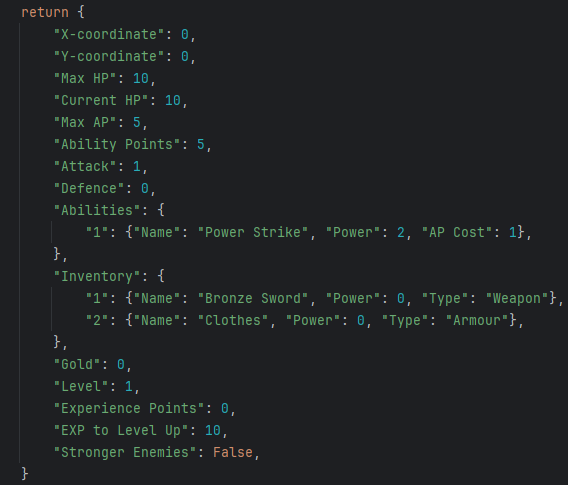 return {
    "X-coordinate": 0,
    "Y-coordinate": 0,
    "Max HP": 10,
    "Current HP": 10,
    "Max AP": 5,
    "Ability Points": 5,
    "Attack": 1,
    "Defence": 0,
    "Abilities": {
        "1": {"Name": "Power Strike", "Power": 2, "AP Cost": 1},
    },
    "Inventory": {
        "1": {"Name": "Bronze Sword", "Power": 0, "Type": "Weapon"},
        "2": {"Name": "Clothes", "Power": 0, "Type": "Armour"},
    },
    "Gold": 0,
    "Level": 1,
    "Experience Points": 0,
    "EXP to Level Up": 10,
    "Stronger Enemies": False,
}